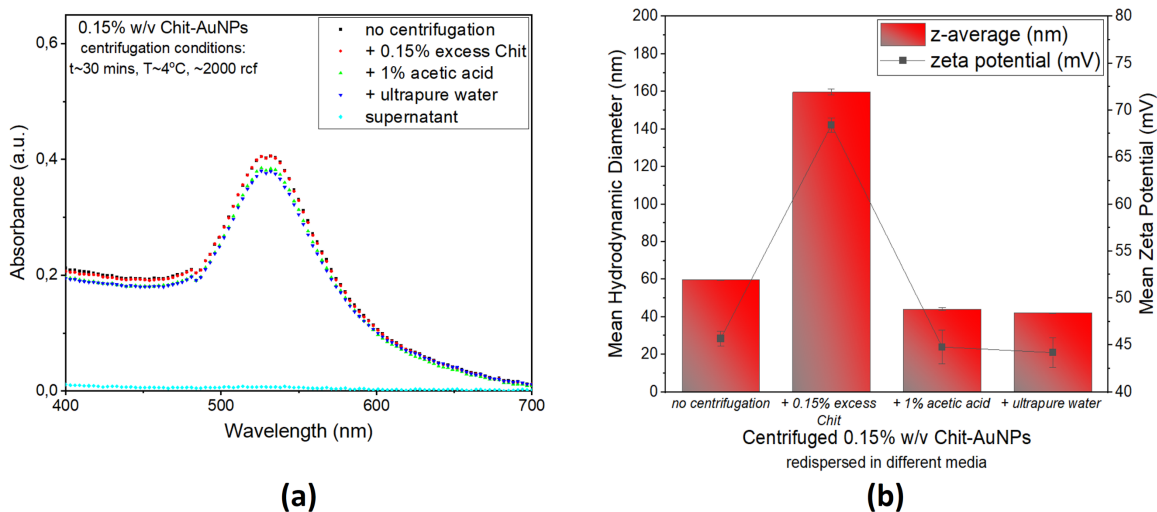 0.15% w/v Chit-AuNPs
centrifugation conditions:
t~30 mins, T~4ºC, ~2000 rcf
no centrifugation
+ 0.15% excess Chit
+ 1% acetic acid
+ ultrapure water
supernatant
Absorbance (a.u.)
0,6
0,4
0,2
0,0
400
500
600
700
Wavelength (nm)
(a)
z-average (nm)
zeta potential (mV)
Mean Hydrodynamic Diameter (nm)
200
180
160
140
120
100
80
60
40
20
0
Mean Zeta Potential (mV)
80
75
70
65
60
55
50
45
40
no centrifugation
+ 0.15% excess
Chit
+ 1% acetic acid
+ ultrapure water
Centrifuged 0.15% w/v Chit-AuNPs
redispersed in different media
(b)